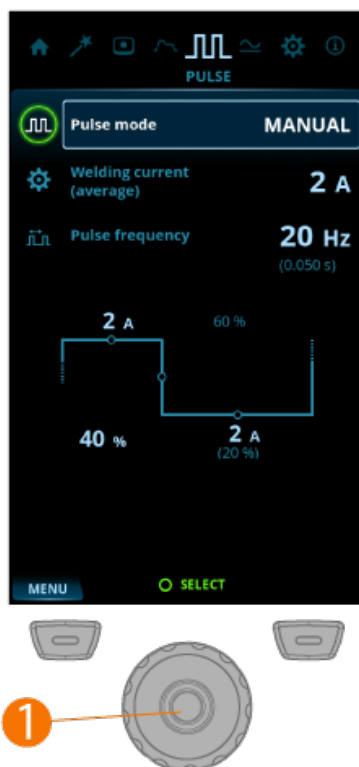 PULSE
Pulse mode MANUAL
Welding current
(average)
2 A
Pulse frequency
20 Hz
(0.050 s)
2 A
60 %
40 %
2 A
(20 %)
MENU
SELECT
1